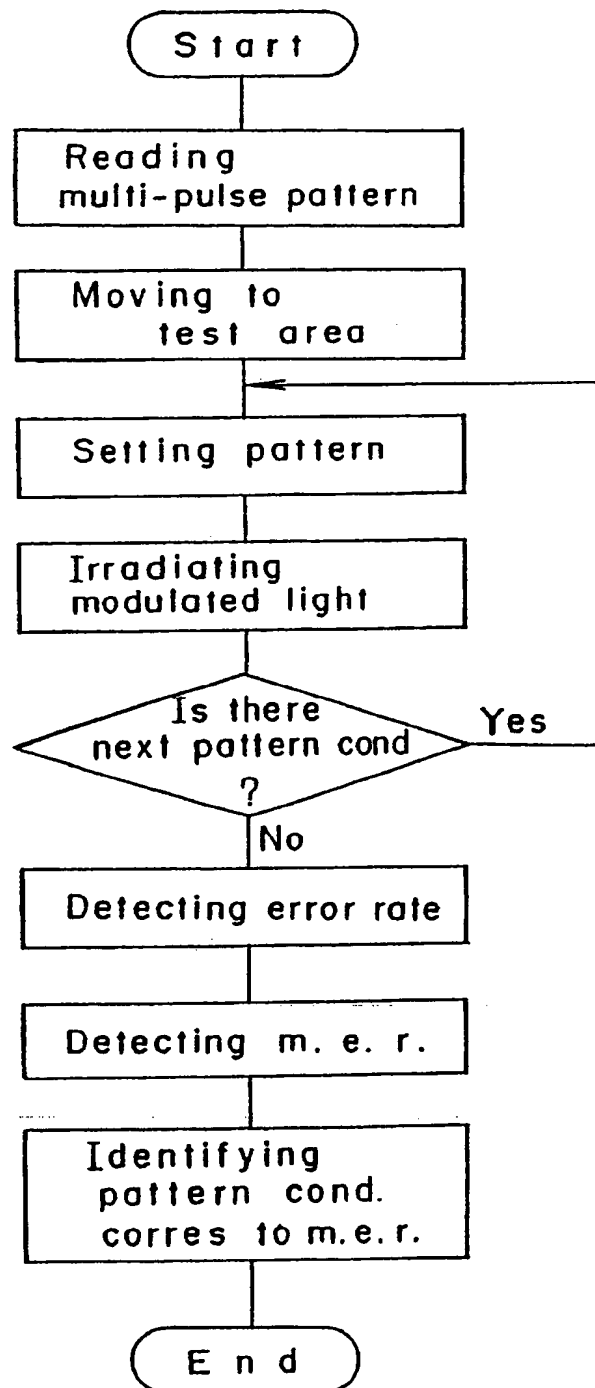 Start
Reading
multi-pulse pattern
Moving to
test area
Setting pattern
Irradiating
modulated light
Is there
next pattern cond
?
Yes
No
Detecting error rate
Detecting m. e. r.
Identifying
pattern cond.
corres to m.e.r.
End